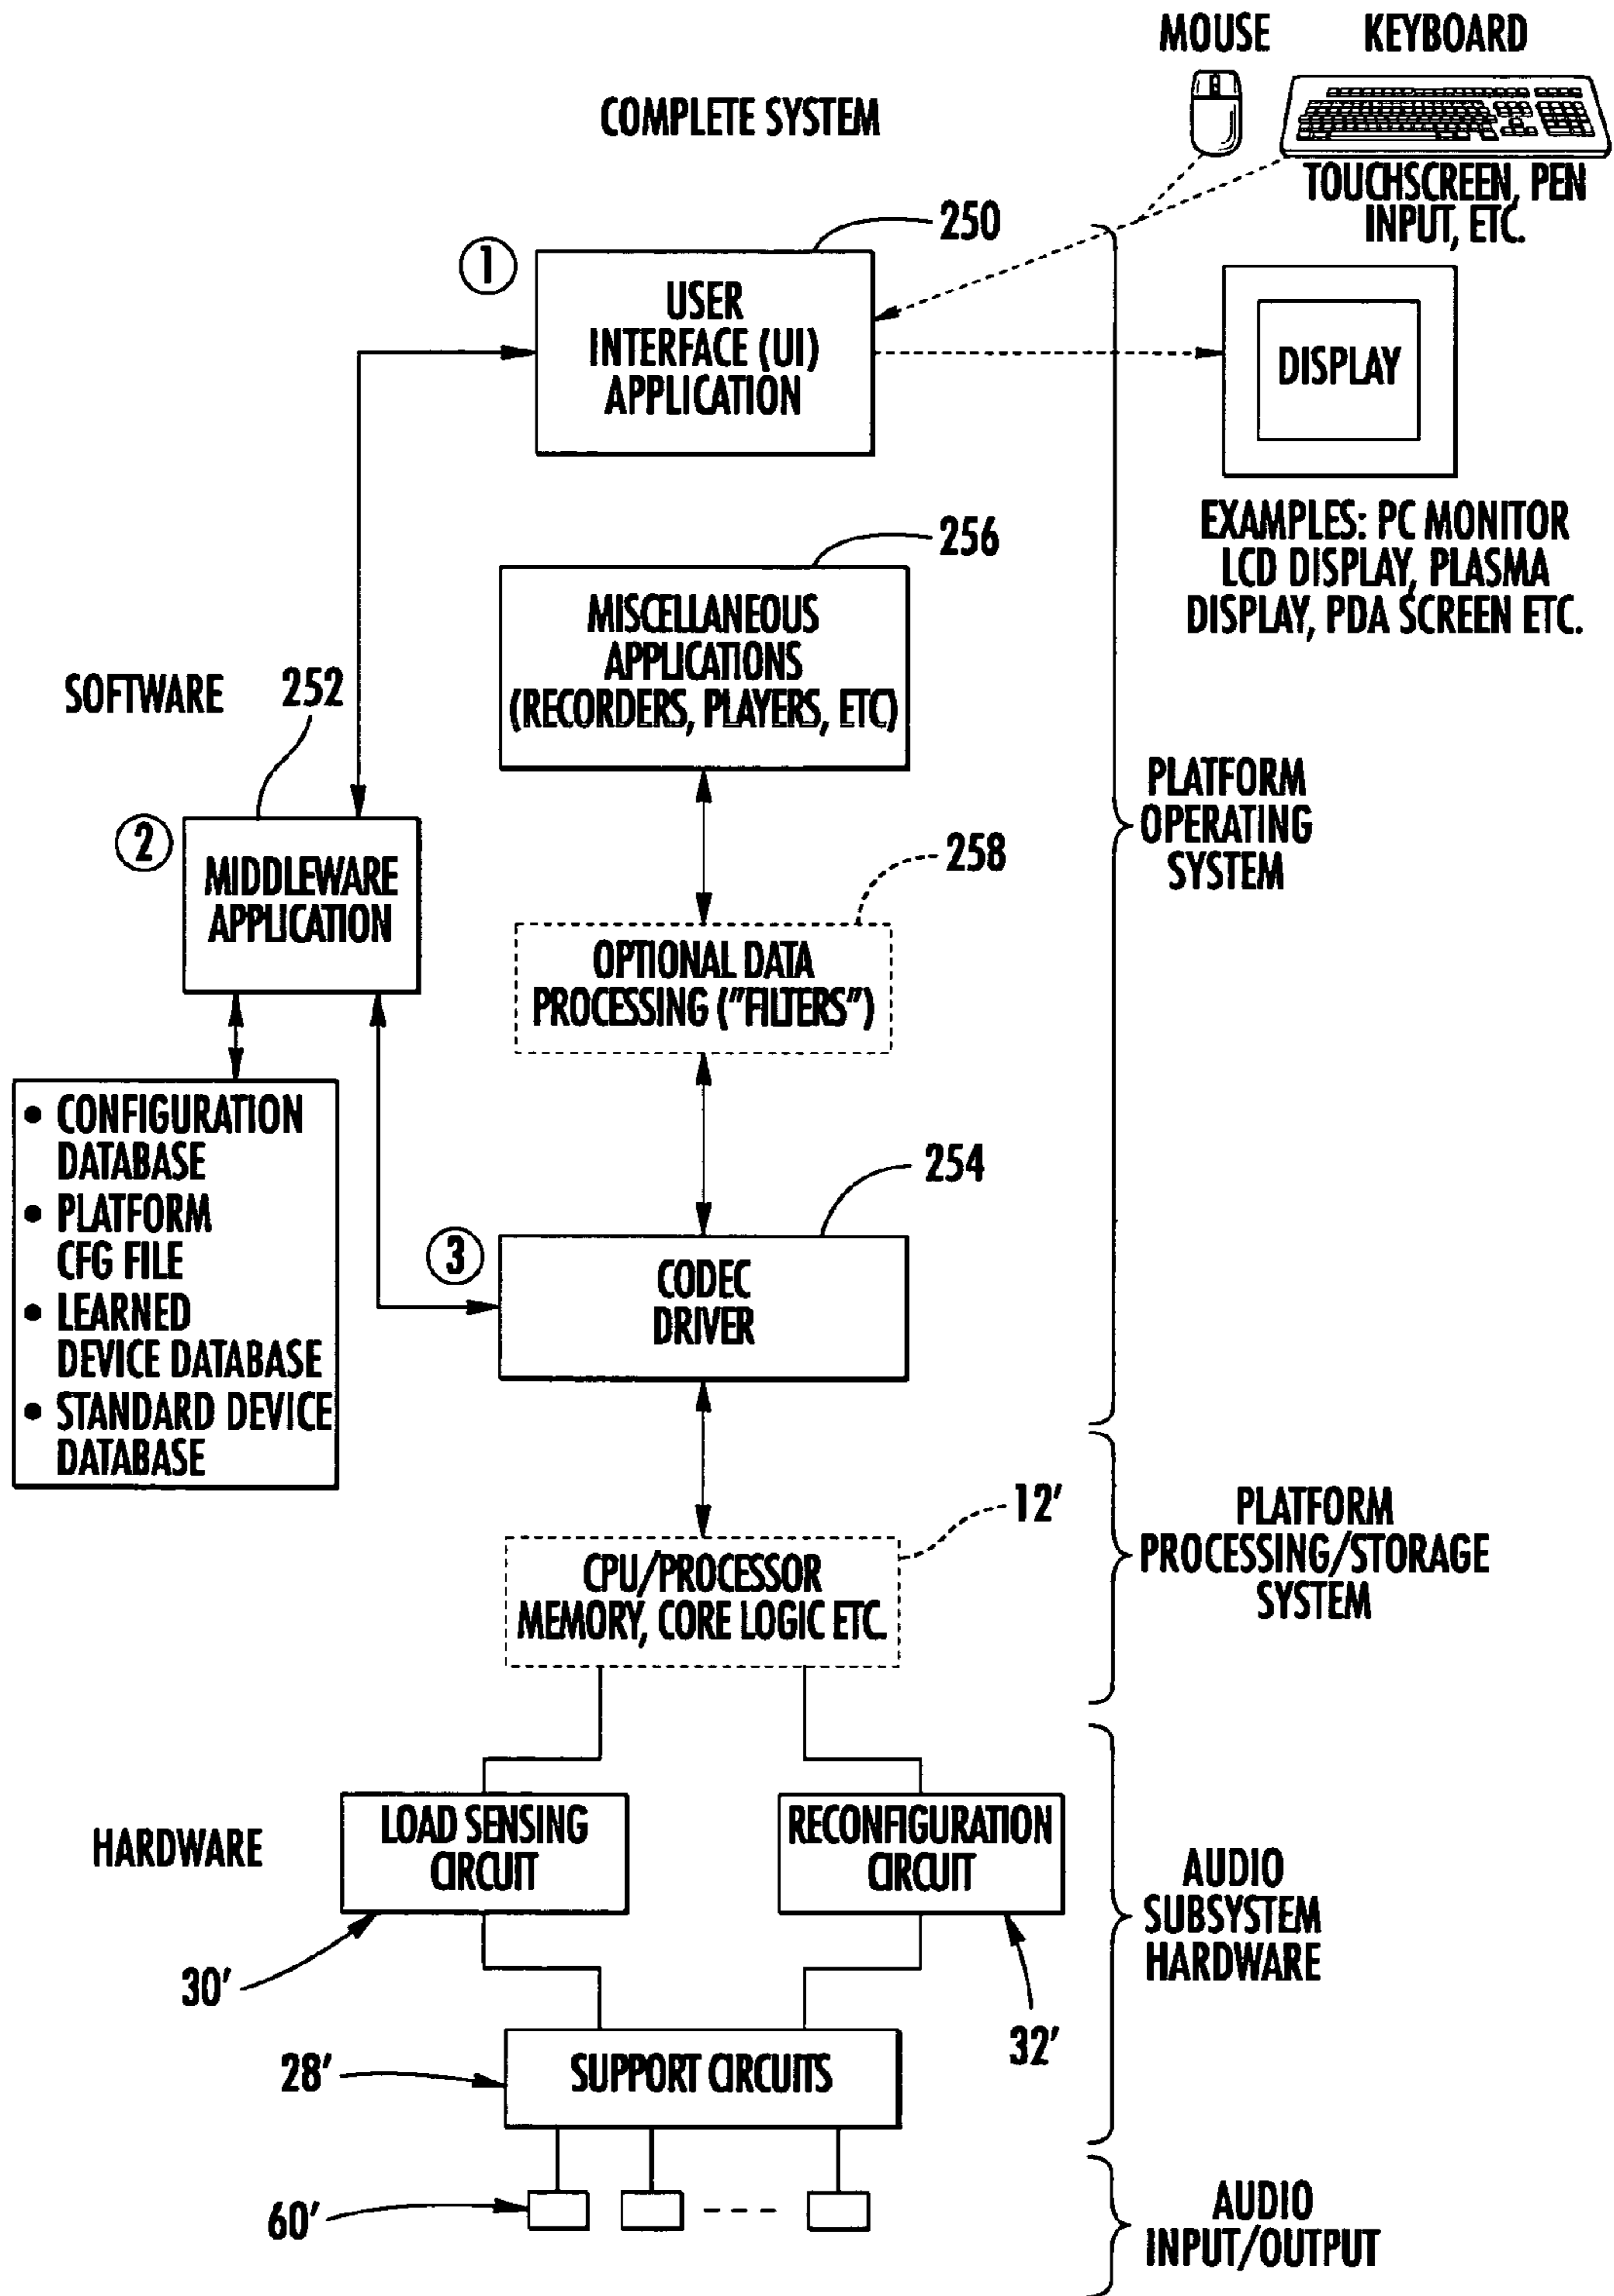 MOUSE
KEYBOARD
COMPLETE SYSTEM
TOUCHSCREEN, PEN
INPUT, ETC.
250
1
USER
INTERFACE (UI)
APPLICATION
DISPLAY
EXAMPLES: PC MONITOR
LCD DISPLAY, PLASMA
DISPLAY, PDA SCREEN ETC.
256
MISCELLANEOUS
APPLICATIONS
(RECORDERS, PLAYERS, ETC)
SOFTWARE
252
2
MIDDLEWARE
APPLICATION
PLATFORM
OPERATING
SYSTEM
258
OPTIONAL DATA
PROCESSING ("FILTERS")
• CONFIGURATION
DATABASE
• PLATFORM
CFG FILE
• LEARNED
DEVICE DATABASE
• STANDARD DEVICE
DATABASE
254
3
CODEC
DRIVER
12'
CPU/PROCESSOR
MEMORY, CORE LOGIC ETC.
PLATFORM
PROCESSING/STORAGE
SYSTEM
HARDWARE
LOAD SENSING
CIRCUIT
RECONFIGURATION
CIRCUIT
AUDIO
SUBSYSTEM
HARDWARE
30'
32'
28'
SUPPORT CIRCUITS
60'
AUDIO
INPUT/OUTPUT